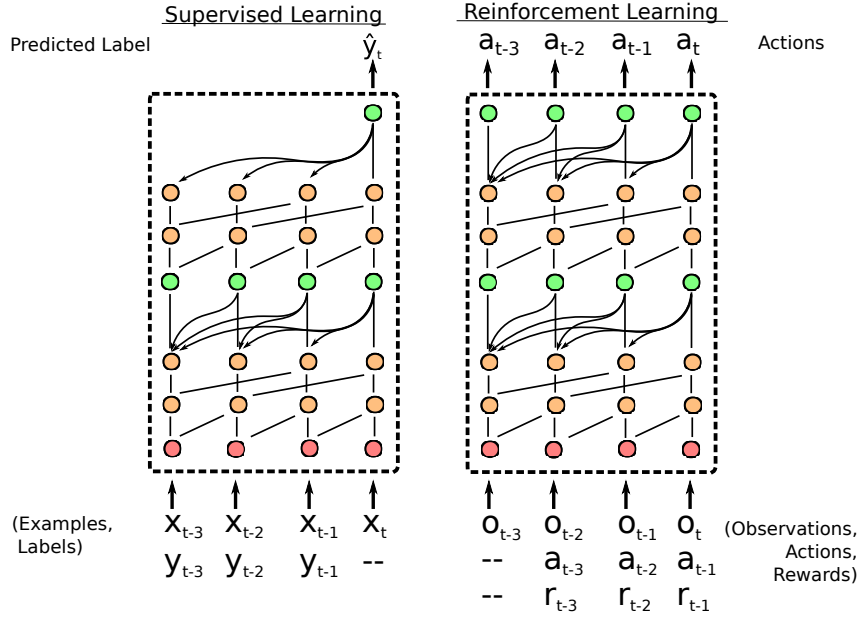 Supervised Learning
Reinforcement Learning
Predicted Label
ŷt
at-3 at-2 at-1 at
Actions
(Examples,
Labels)
xt-3 xt-2 xt-1 xt
yt-3 yt-2 yt-1 --
ot-3 ot-2 ot-1 ot
-- at-3 at-2 at-1
-- rt-3 rt-2 rt-1
(Observations,
Actions,
Rewards)